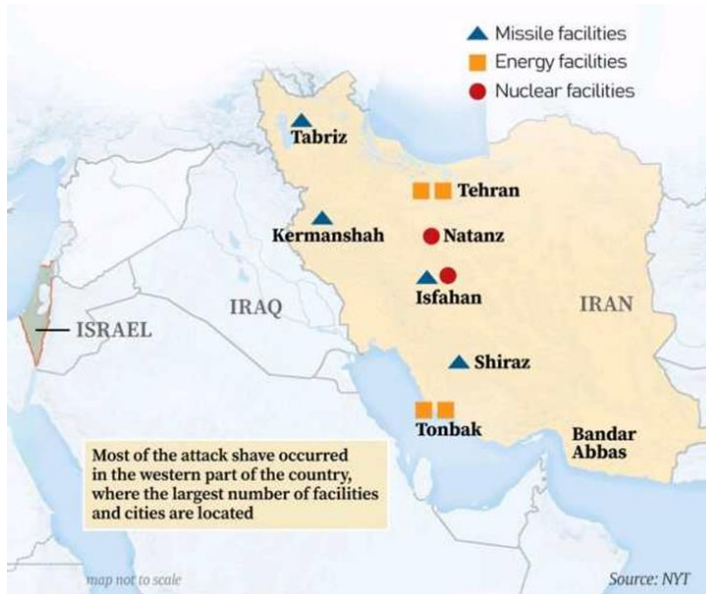 Missile facilities
Energy facilities
Nuclear facilities
Tabriz
Tehran
Kermanshah
Natanz
Isfahan
IRAQ
IRAN
ISRAEL
Shiraz
Tonbak
Bandar
Abbas
Most of the attack shave occurred
in the western part of the country,
where the largest number of facilities
and cities are located
map not to scale
Source: NYT